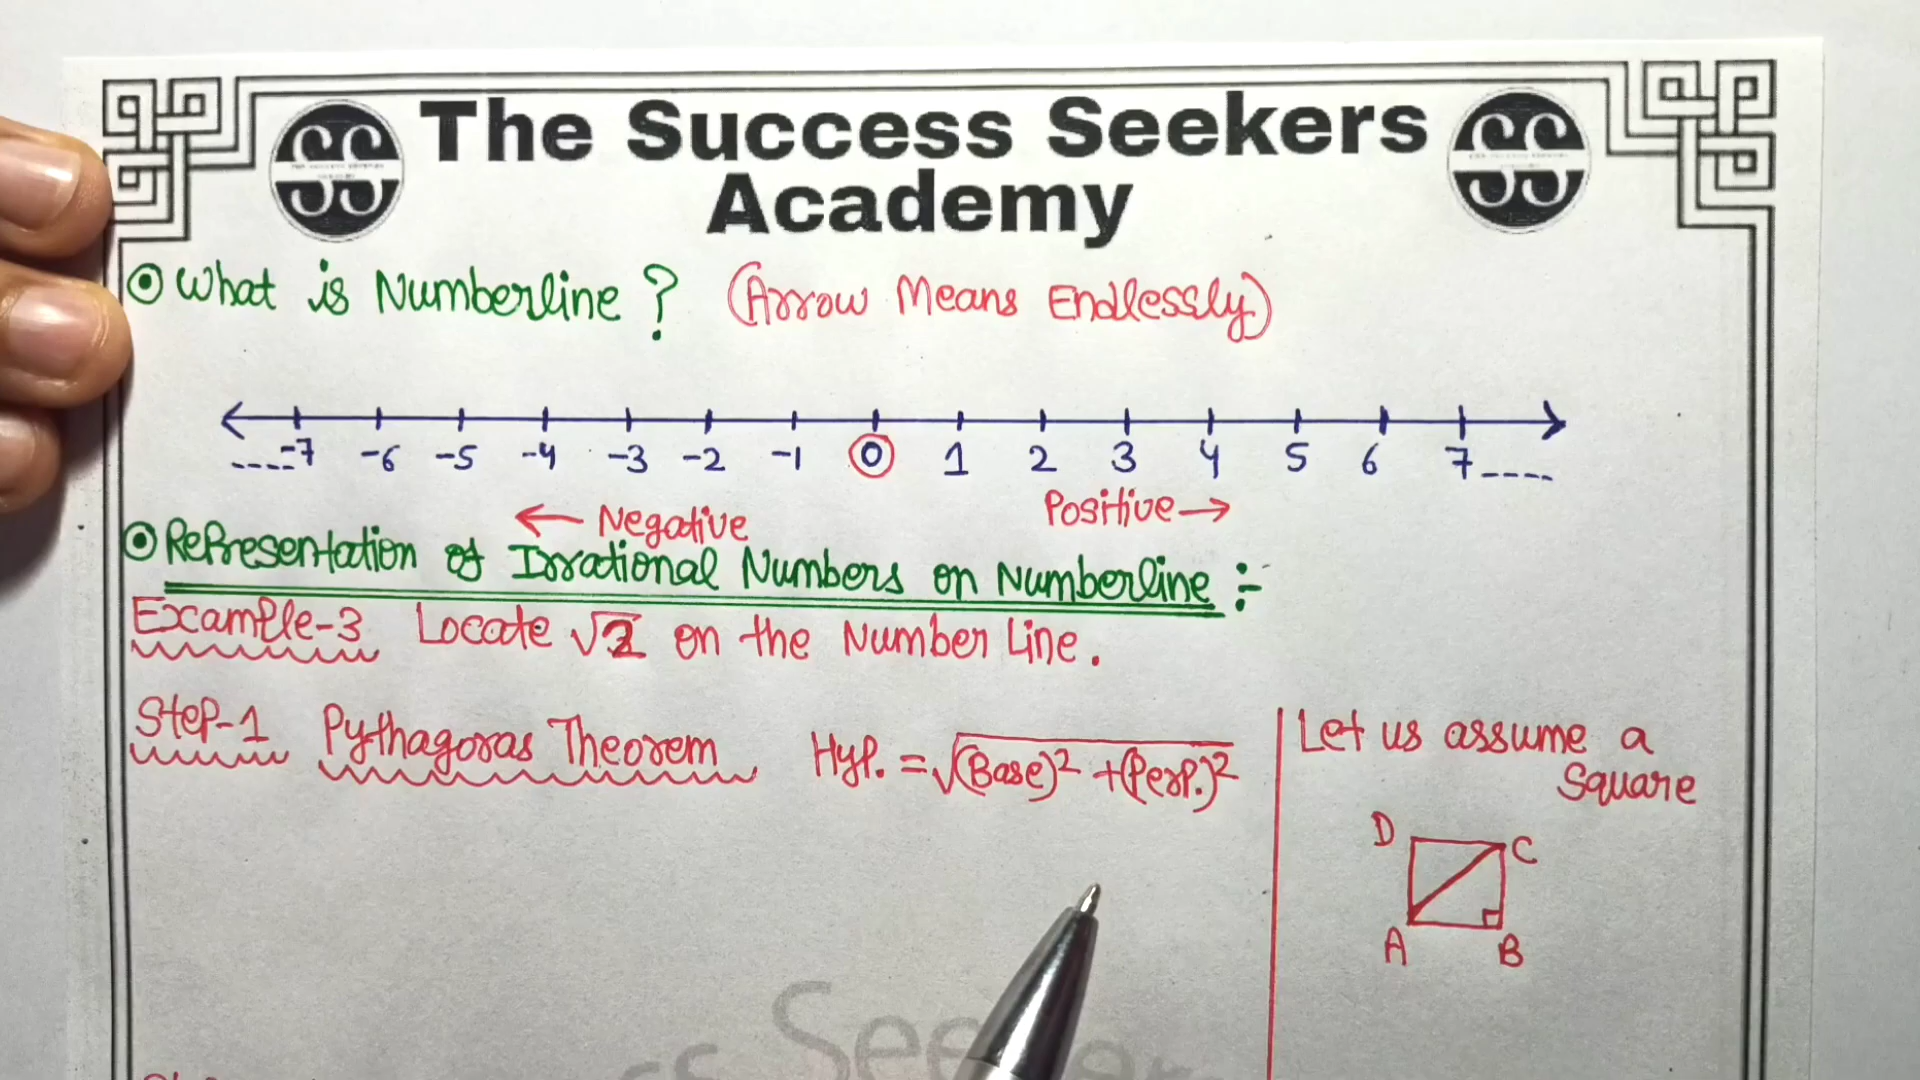 The Success Seekers
Academy
What is Numberline? (Arrow Means Endlessly)
----7 -6 -5 -4 -3 -2 -1 0 1 2 3 4 5 6 7----
← Negative Positive →
Representation of Irrational Numbers on Numberline :-
Example-3 Locate √2 on the Number Line.
Step-1 Pythagoras Theorem Hyp. = √(Base)² + (Perp.)²
Let us assume a
Square
D C
A B